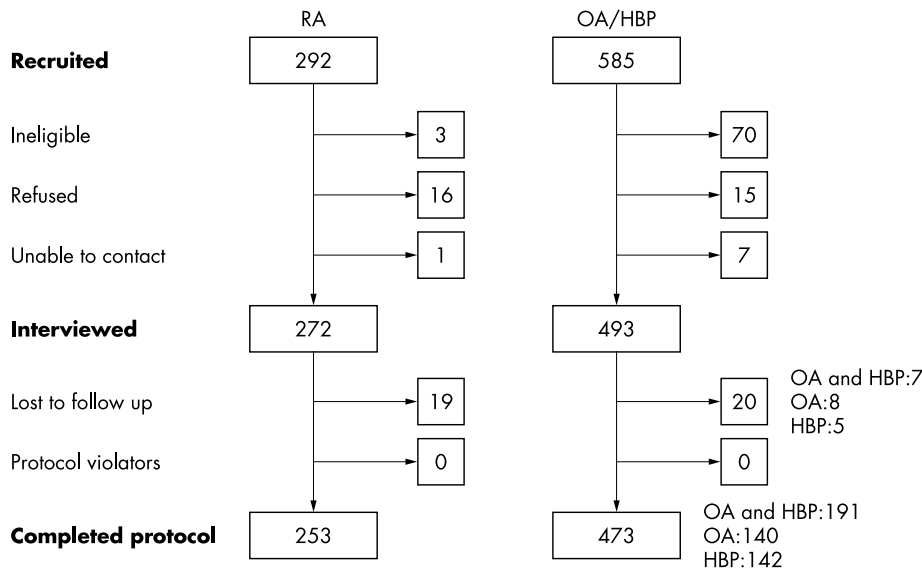 RA OA/HBP
Recruited 292 585
Ineligible 3 70
Refused 16 15
Unable to contact 1 7
Interviewed 272 493
Lost to follow up 19 20
OA and HBP:7
OA:8
HBP:5
Protocol violators 0 0
Completed protocol 253 473
OA and HBP:191
OA:140
HBP:142